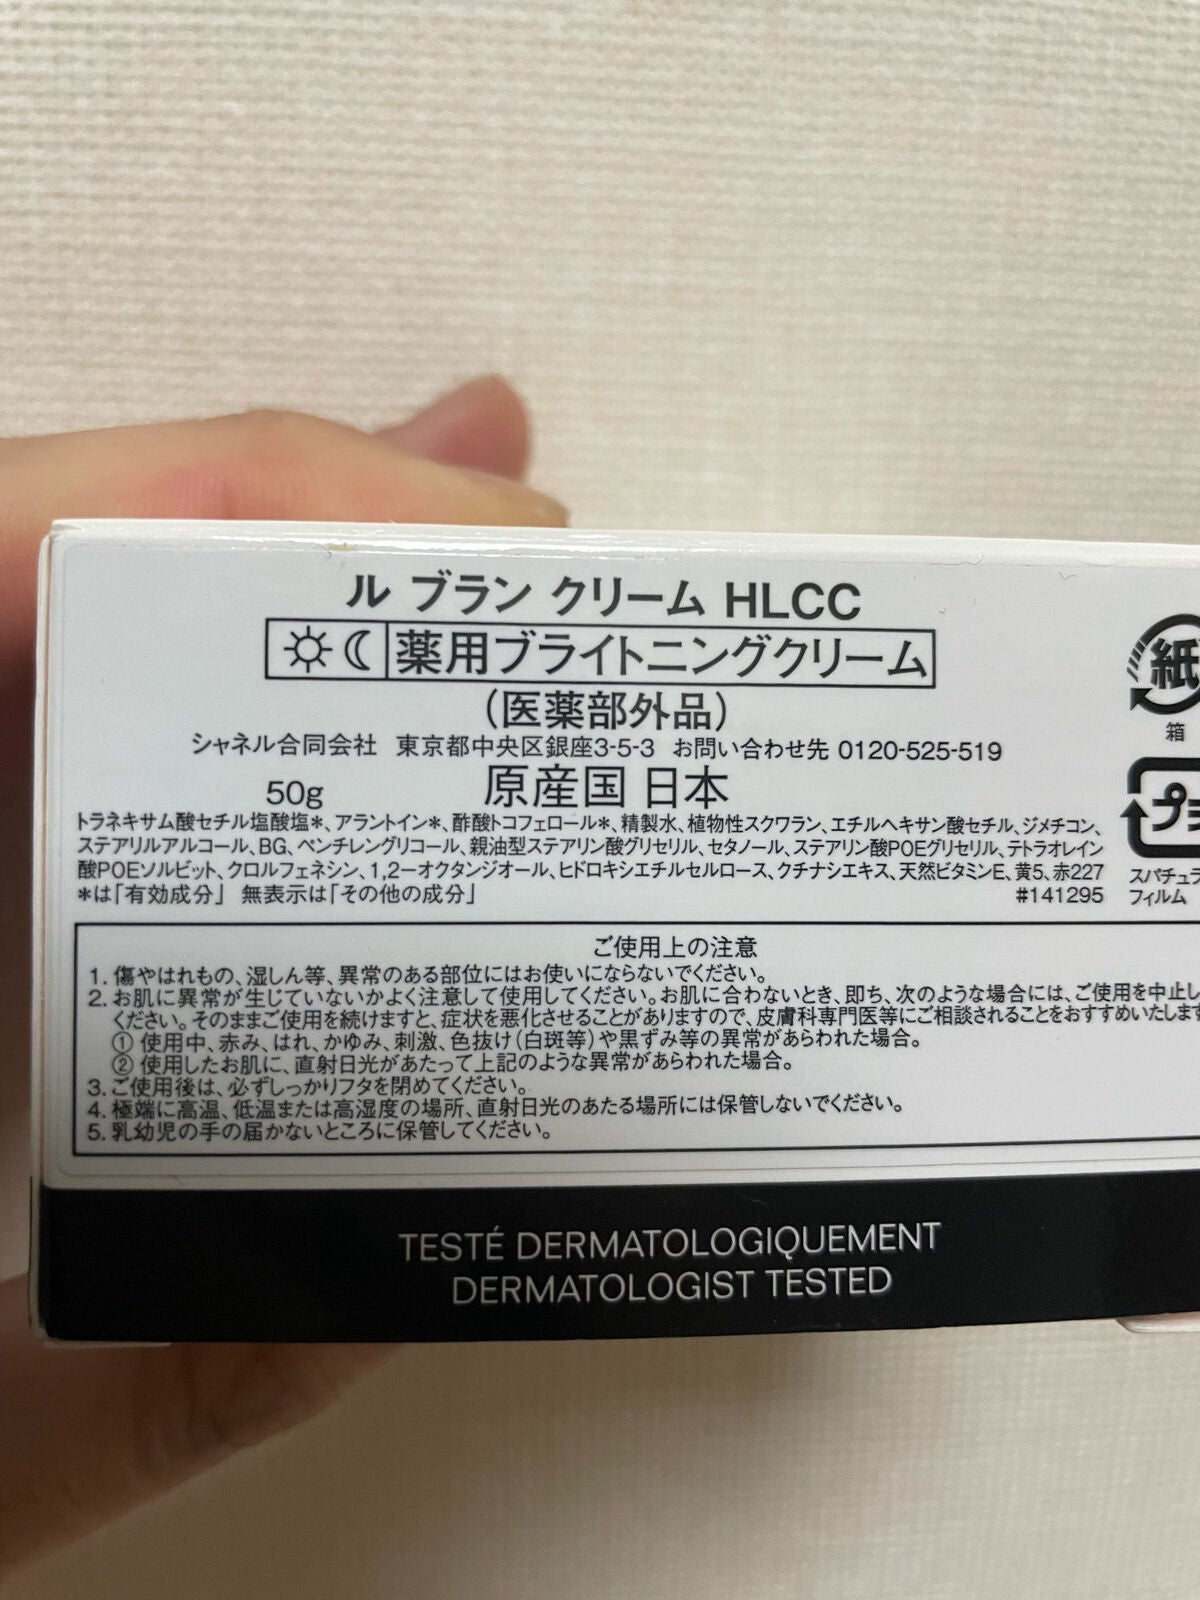 ル ブラン クリーム HLCC
薬用ブライトニングクリーム
(医薬部外品)
シャネル合同会社 東京都中央区銀座3-5-3 お問い合わせ先 0120-525-519
50g 原産国 日本
トラネキサム酸セチル塩酸塩*、アラントイン*、酢酸トコフェロール*、精製水、植物性スクワラン、エチルヘキサン酸セチル、ジメチコン、
ステアリルアルコール、BG、ペンチレングリコール、親油型ステアリン酸グリセリル、セタノール、ステアリン酸POEグリセリル、テトラオレイン
酸POEソルビット、クロルフェネシン、1,2−オクタンジオール、ヒドロキシエチルセルロース、クチナシエキス、天然ビタミンE、黄5、赤227
*は「有効成分」 無表示は「その他の成分」 #141295
紙
箱
プラ
スパチュラ
フィルム
ご使用上の注意
1. 傷やはれもの、湿しん等、異常のある部位にはお使いにならないでください。
2. お肌に異常が生じていないかよく注意して使用してください。お肌に合わないとき、即ち、次のような場合には、ご使用を中止し
ください。そのままご使用を続けますと、症状を悪化させることがありますので、皮膚科専門医等にご相談されることをおすすめいたします
① 使用中、赤み、はれ、かゆみ、刺激、色抜け(白斑等)や黒ずみ等の異常があらわれた場合。
② 使用したお肌に、直射日光があたって上記のような異常があらわれた場合。
3. ご使用後は、必ずしっかりフタを閉めてください。
4. 極端に高温、低温または高湿度の場所、直射日光のあたる場所には保管しないでください。
5. 乳幼児の手の届かないところに保管してください。
TESTÉ DERMATOLOGIQUEMENT
DERMATOLOGIST TESTED